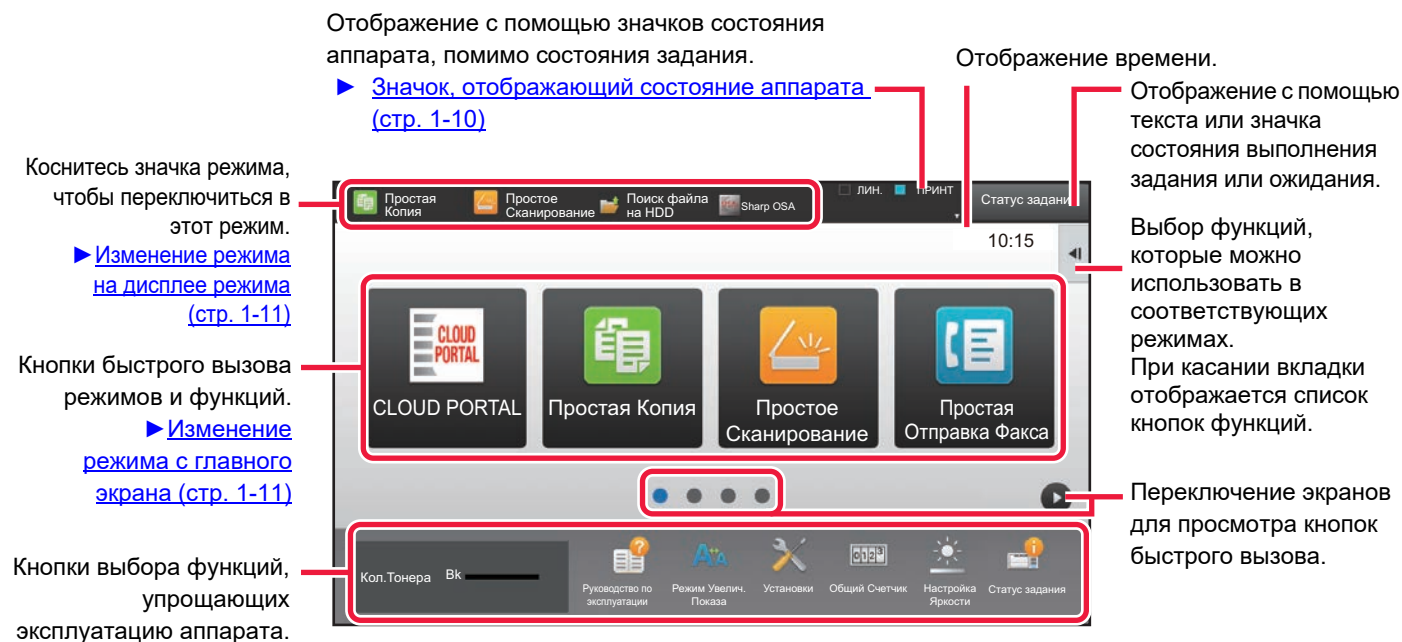 Отображение с помощью значков состояния
аппарата, помимо состояния задания.
► Значок, отображающий состояние аппарата
(стр. 1-10)
Отображение времени.
Отображение с помощью
текста или значка
состояния выполнения
задания или ожидания.
Коснитесь значка режима,
чтобы переключиться в
этот режим.
►Изменение режима
на дисплее режима
(стр. 1-11)
Простая
Копия
Простое
Сканирование
Поиск файла
на HDD
Sharp OSA
ЛИН.
ПРИНТ
Статус задани
10:15
Выбор функций,
которые можно
использовать в
соответствующих
режимах.
При касании вкладки
отображается список
кнопок функций.
Кнопки быстрого вызова
режимов и функций.
►Изменение
режима с главного
экрана (стр. 1-11)
CLOUD
PORTAL
CLOUD PORTAL
Простая Копия
Простое
Сканирование
Простая
Отправка Факса
Переключение экранов
для просмотра кнопок
быстрого вызова.
Кнопки выбора функций,
упрощающих
эксплуатацию аппарата.
Кол.Тонера
Bk
Руководство по
эксплуатации
Режим Увелич.
Показа
Установки
Общий Счетчик
Настройка
Яркости
Статус задания